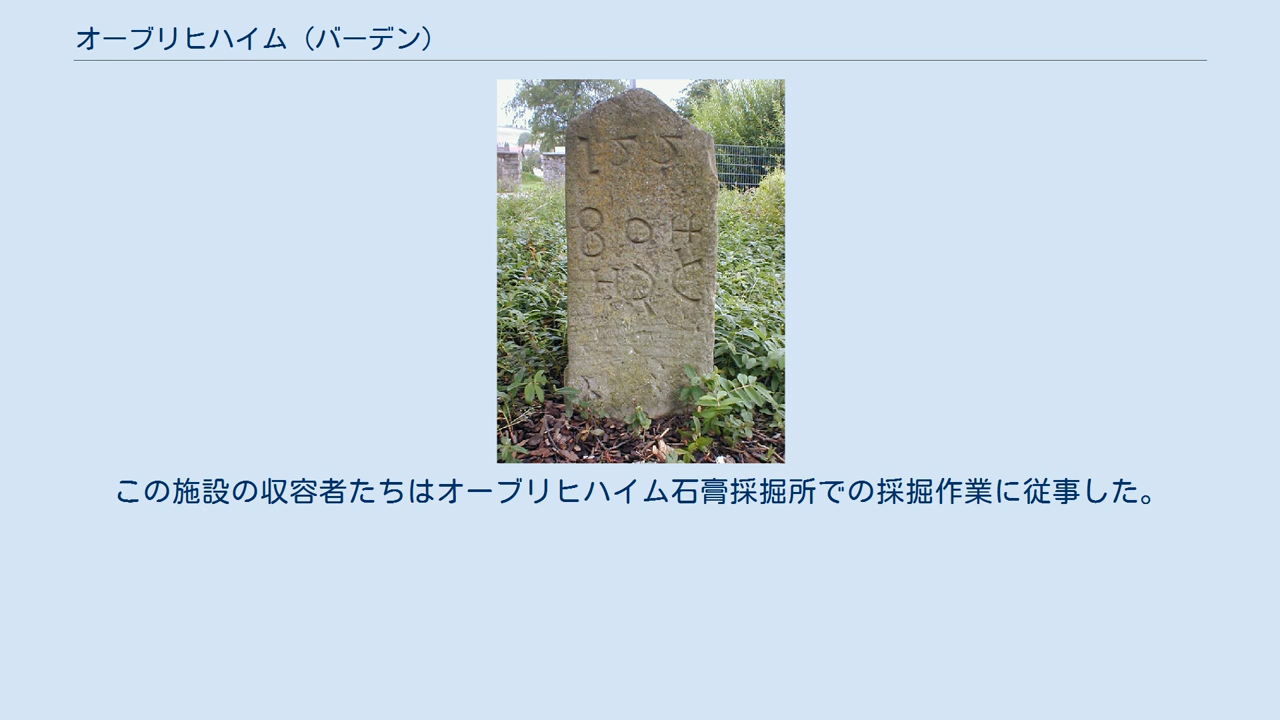 オーブリヒハイム（バーデン）
155
804
この施設の収容者たちはオーブリヒハイム石膏採掘所での採掘作業に従事した。